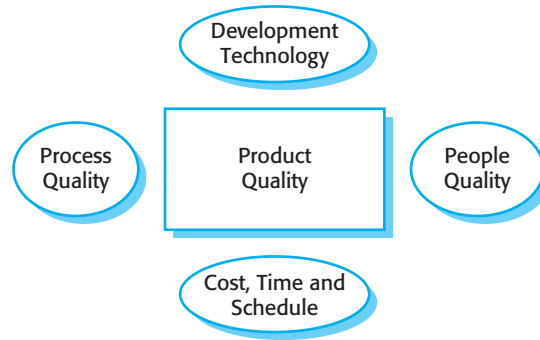 Development
Technology
Process
Quality
Product
Quality
People
Quality
Cost, Time and
Schedule